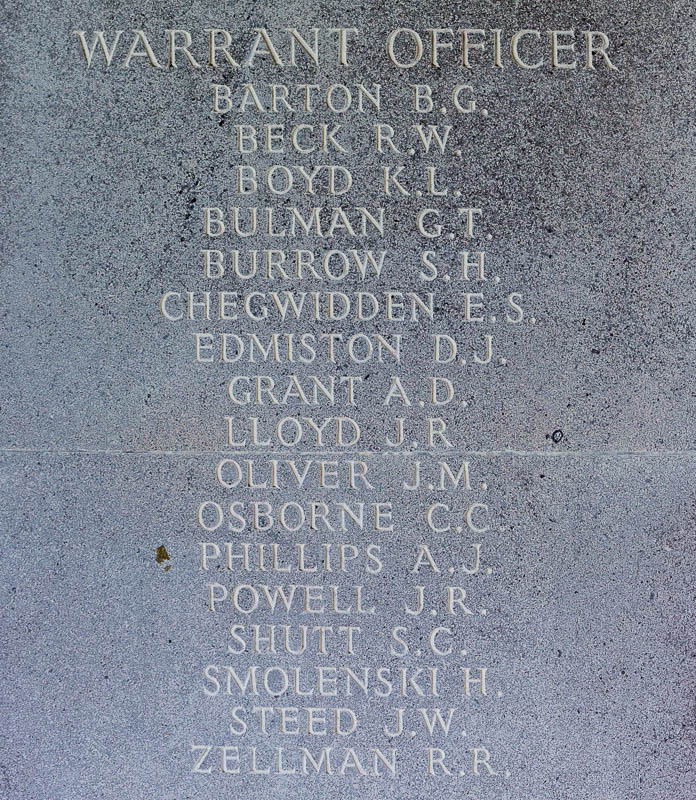 WARRANT OFFICER
BARTON B.G.
BECK R.W.
BOYD K.L.
BULMAN G.T.
BURROW S.H.
CHEGWIDDEN E.S.
EDMISTON D.J.
GRANT A.D.
LLOYD J.R
OLIVER J.M.
OSBORNE C.C
PHILLIPS A.J.
POWELL J.R.
SHUTT S.C.
SMOLENSKI H.
STEED J.W.
ZELLMAN R.R.